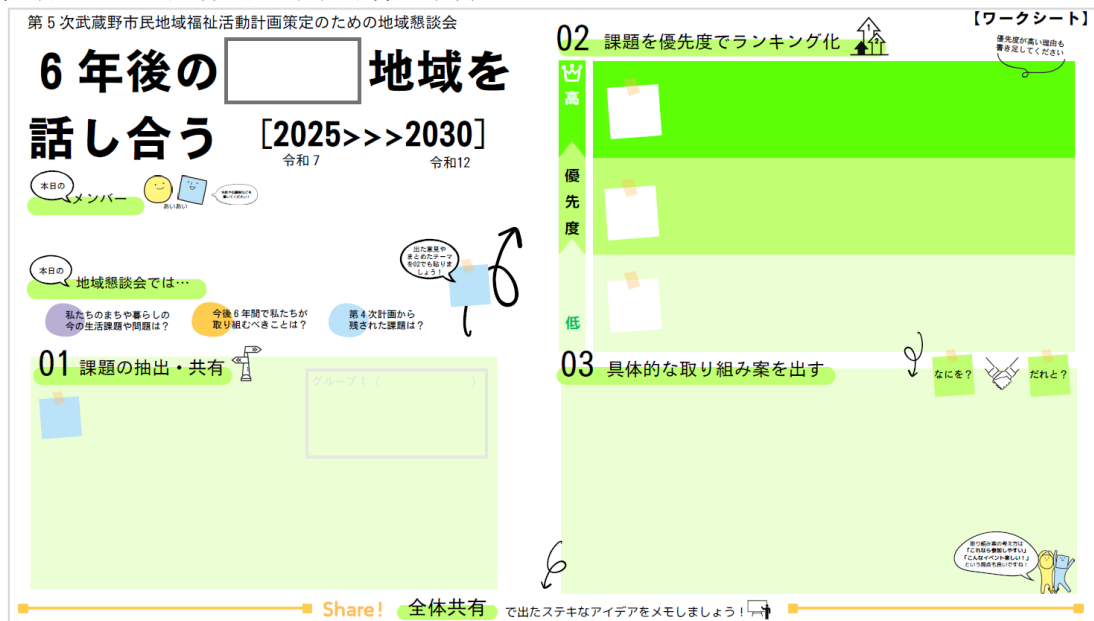 第5次武蔵野市民地域福祉活動計画策定のための地域懇談会
6年後の 地域を
話し合う [2025>>>2030]
令和7 令和12
本日の
メンバー
あいあい
本日の
地域懇談会では…
出た意見や
まとめたテーマ
を02でも貼りま
しょう!
私たちのまちや暮らしの
今の生活課題や問題は?
今後6年間で私たちが
取り組むべきことは?
第4次計画から
残された課題は?
01 課題の抽出・共有
グループ1( )
【ワークシート】
02 課題を優先度でランキング化
1
2
優先度が高い理由も
書き足してください
高
優
先
度
低
03 具体的な取り組み案を出す
なにを?
だれと?
取り組み案の考え方は
「これなら参加しやすい」
「こんなイベント楽しい!」
という視点も良いですね!
Share! 全体共有 で出たステキなアイデアをメモしましょう!